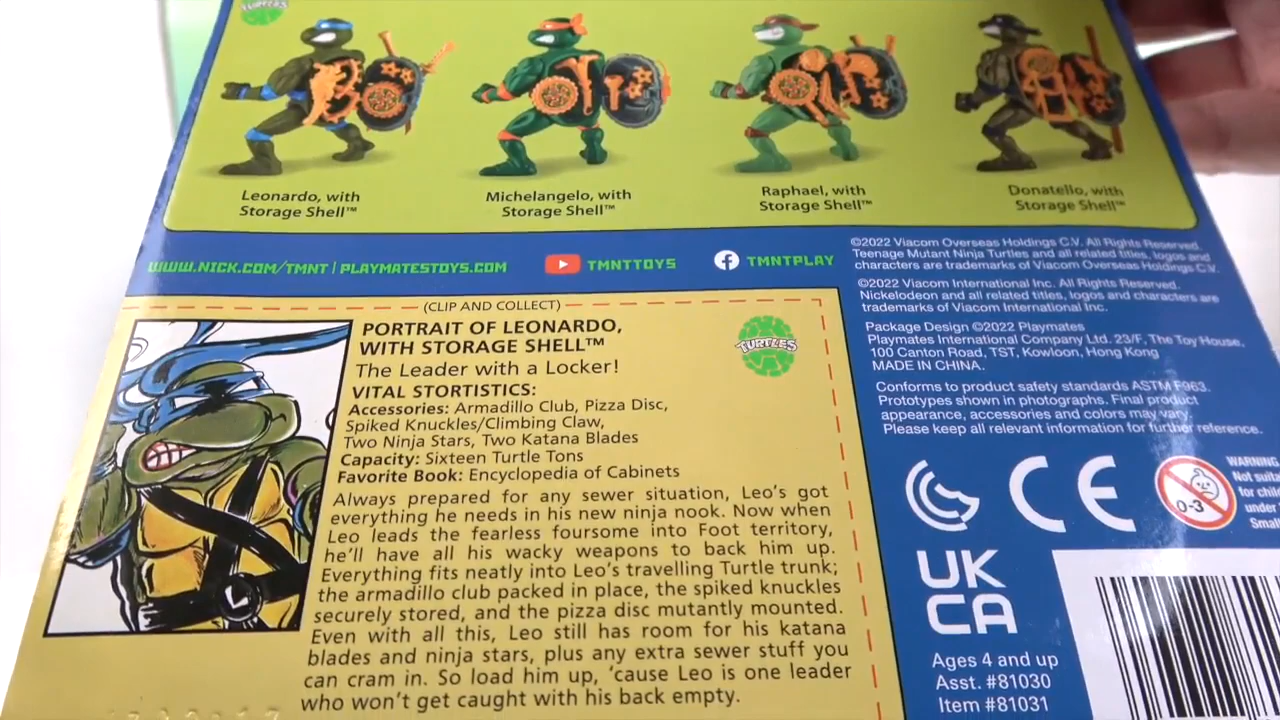 TURTLES
Leonardo, with
Storage Shell™
Michelangelo, with
Storage Shell™
Raphael, with
Storage Shell™
Donatello, with
Storage Shell™
WWW.NICK.COM/TMNT | PLAYMATESTOYS.COM
TMNTTOYS
TMNTPLAY
(CLIP AND COLLECT)
PORTRAIT OF LEONARDO,
WITH STORAGE SHELL™
The Leader with a Locker!
TURTLES
VITAL STORTISTICS:
Accessories: Armadillo Club, Pizza Disc,
Spiked Knuckles/Climbing Claw,
Two Ninja Stars, Two Katana Blades
Capacity: Sixteen Turtle Tons
Favorite Book: Encyclopedia of Cabinets
Always prepared for any sewer situation, Leo's got
everything he needs in his new ninja nook. Now when
Leo leads the fearless foursome into Foot territory,
he'll have all his wacky weapons to back him up.
Everything fits neatly into Leo's travelling Turtle trunk;
the armadillo club packed in place, the spiked knuckles
securely stored, and the pizza disc mutantly mounted.
Even with all this, Leo still has room for his katana
blades and ninja stars, plus any extra sewer stuff you
can cram in. So load him up, 'cause Leo is one leader
who won't get caught with his back empty.
L
©2022 Viacom Overseas Holdings C.V. All Rights Reserved.
Teenage Mutant Ninja Turtles and all related titles, logos and
characters are trademarks of Viacom Overseas Holdings C.V.
©2022 Viacom International Inc. All Rights Reserved.
Nickelodeon and all related titles, logos and characters are
trademarks of Viacom International Inc.
Package Design ©2022 Playmates
Playmates International Company Ltd. 23/F, The Toy House,
100 Canton Road, TST, Kowloon, Hong Kong
MADE IN CHINA.
Conforms to product safety standards ASTM F963.
Prototypes shown in photographs. Final product
appearance, accessories and colors may vary.
Please keep all relevant information for further reference.
CE
0-3
WARNING
Not
for
under
Small
UK
CA
Ages 4 and up
Asst. #81030
Item #81031